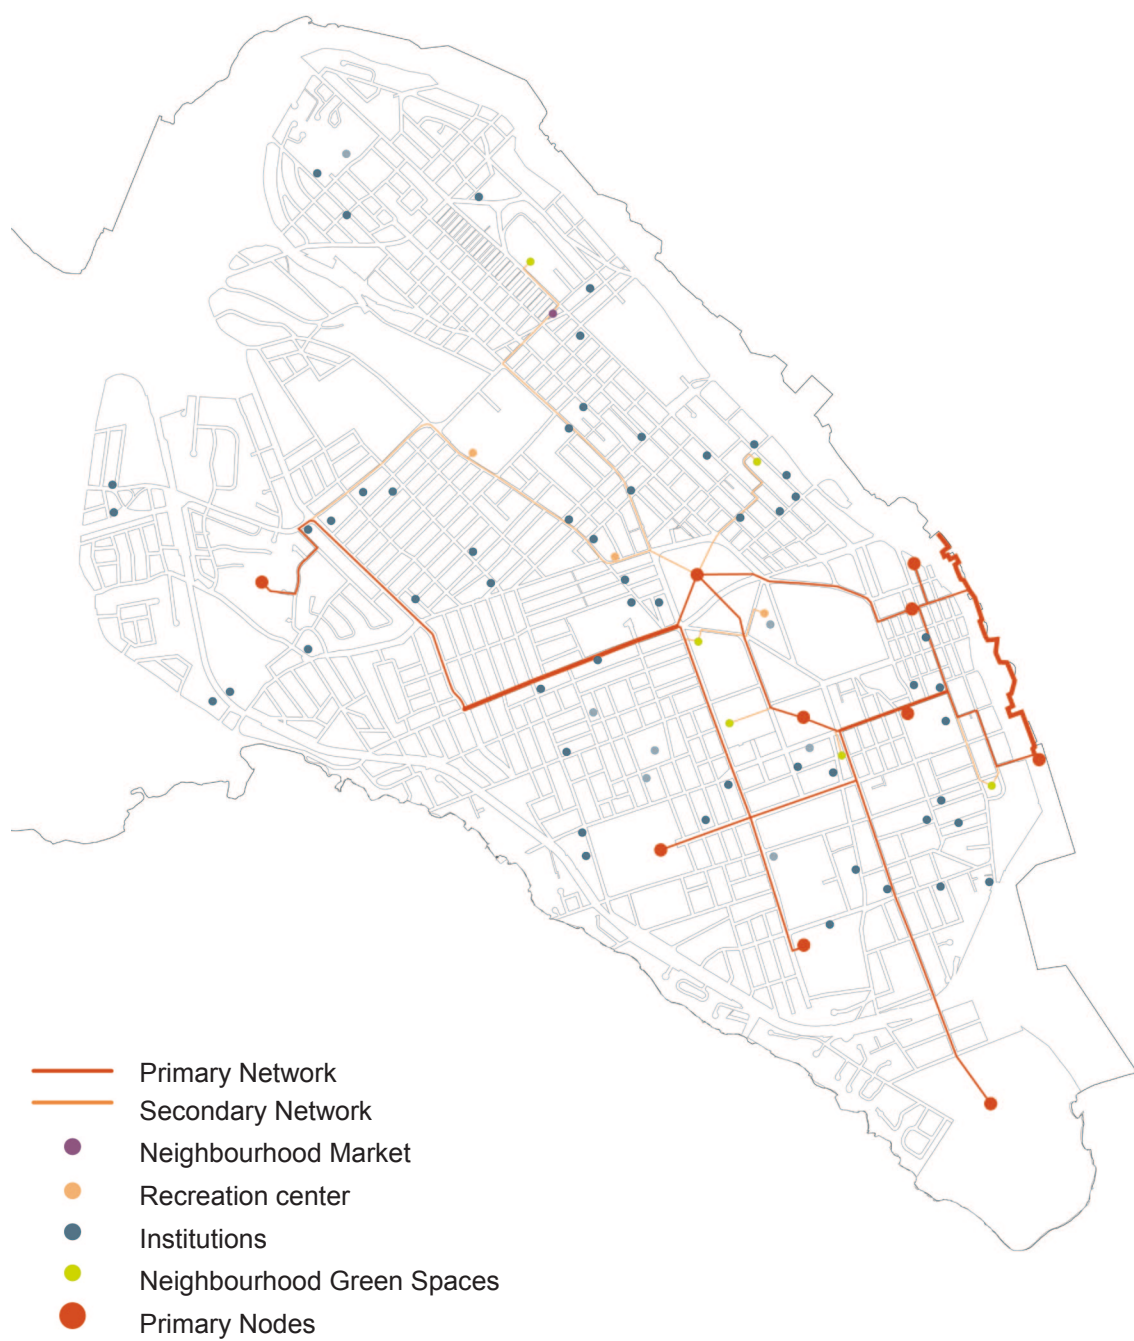 Primary Network
Secondary Network
Neighbourhood Market
Recreation center
Institutions
Neighbourhood Green Spaces
Primary Nodes